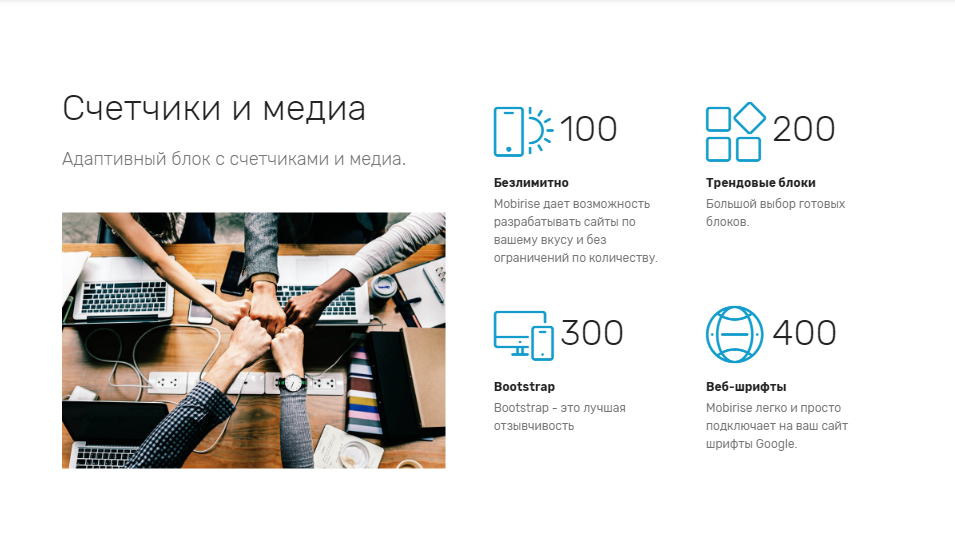 Счетчики и медиа
Адаптивный блок с счетчиками и медиа.
100
Безлимитно
Mobirise дает возможность
разрабатывать сайты по
вашему вкусу и без
ограничений по количеству.
200
Трендовые блоки
Большой выбор готовых
блоков.
300
Bootstrap
Bootstrap - это лучшая
отзывчивость
400
Веб-шрифты
Mobirise легко и просто
подключает на ваш сайт
шрифты Google.